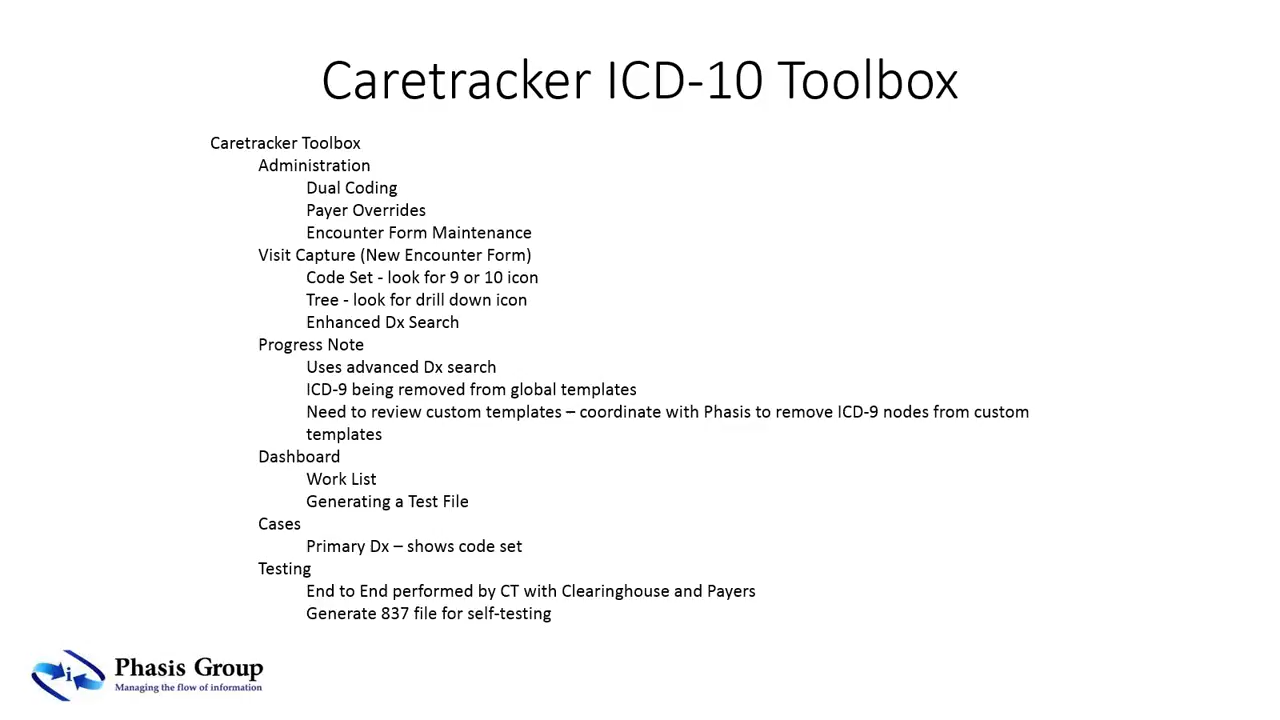 Caretracker ICD-10 Toolbox
Caretracker Toolbox
Administration
Dual Coding
Payer Overrides
Encounter Form Maintenance
Visit Capture (New Encounter Form)
Code Set - look for 9 or 10 icon
Tree - look for drill down icon
Enhanced Dx Search
Progress Note
Uses advanced Dx search
ICD-9 being removed from global templates
Need to review custom templates – coordinate with Phasis to remove ICD-9 nodes from custom
templates
Dashboard
Work List
Generating a Test File
Cases
Primary Dx – shows code set
Testing
End to End performed by CT with Clearinghouse and Payers
Generate 837 file for self-testing
i
Phasis Group
Managing the flow of information